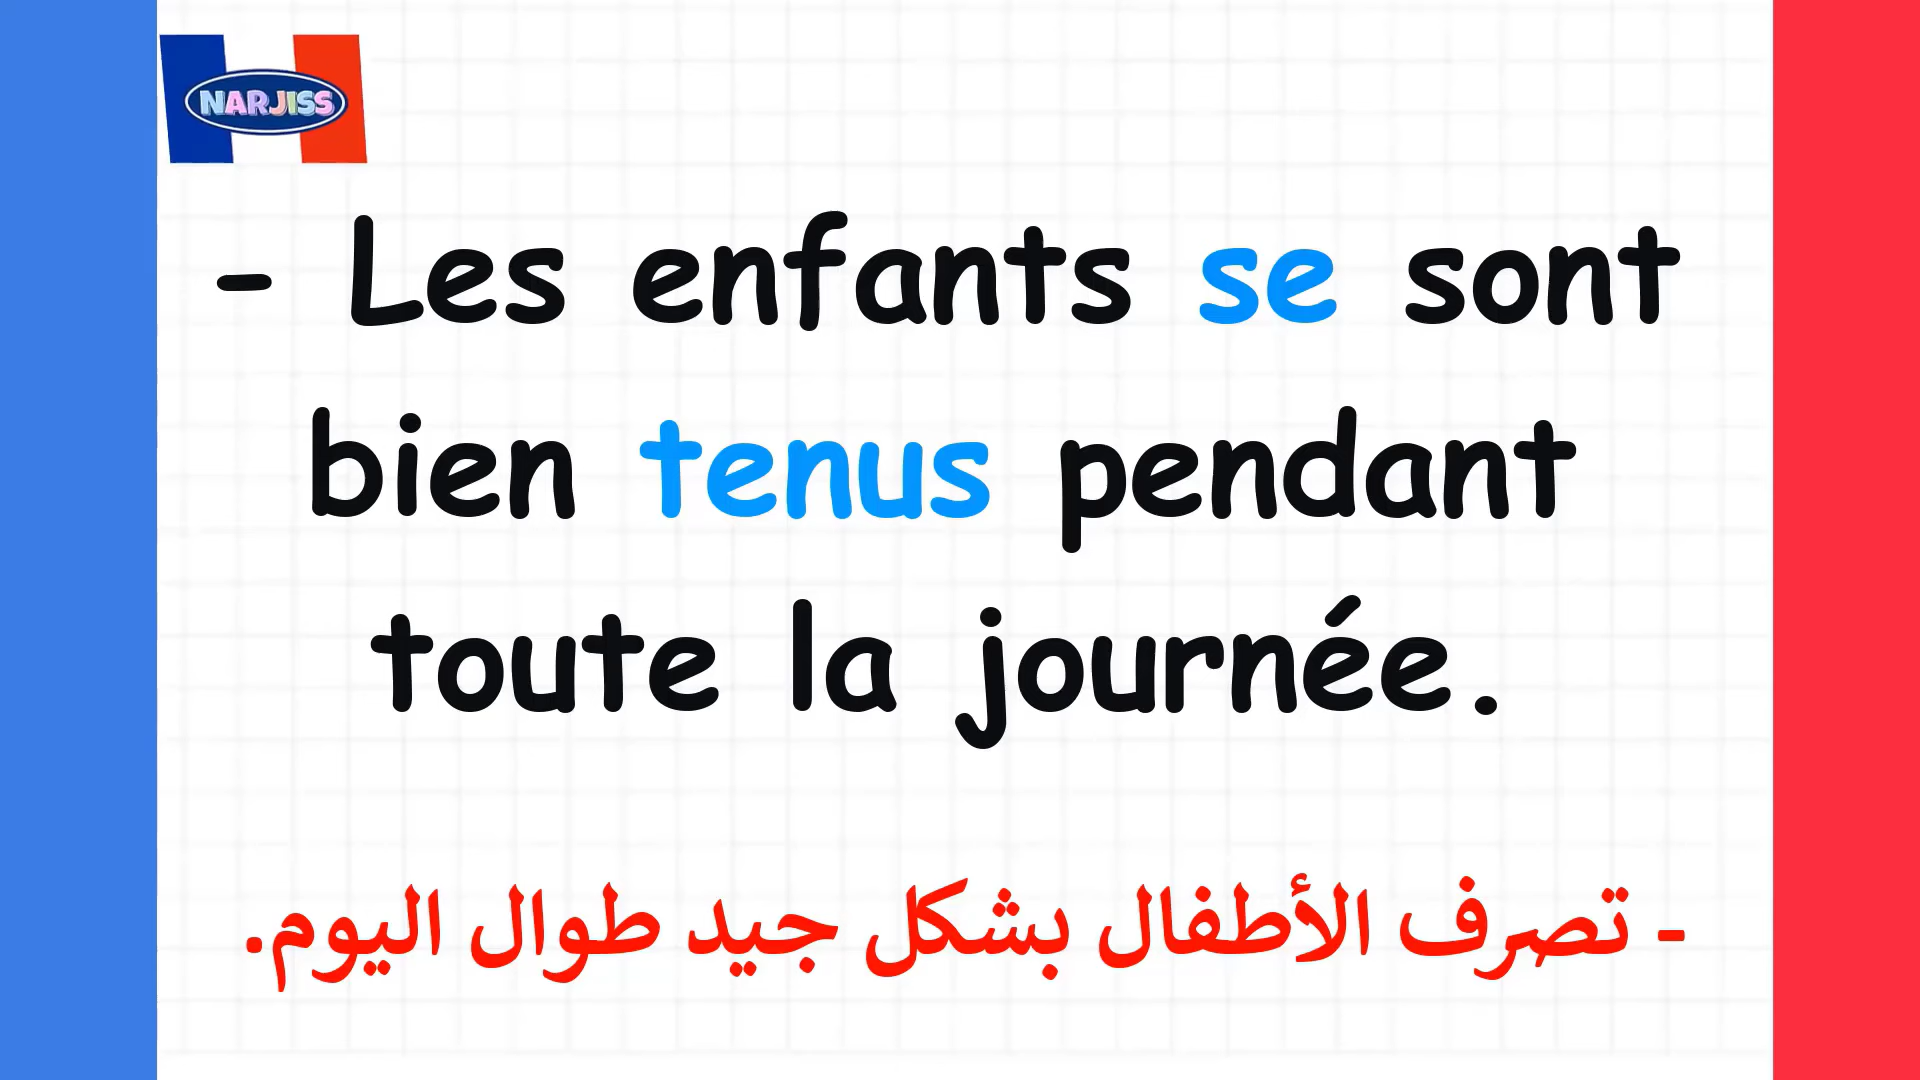 NARJISS
- Les enfants se sont
bien tenus pendant
toute la journée.
- تصرف الأطفال بشكل جيد طوال اليوم.